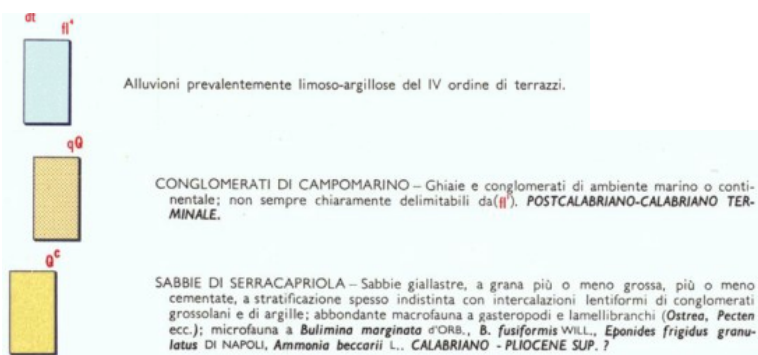 dt
fl⁴
Alluvioni prevalentemente limoso-argillose del IV ordine di terrazzi.
qQ
CONGLOMERATI DI CAMPOMARINO – Ghiaie e conglomerati di ambiente marino o conti-
nentale; non sempre chiaramente delimitabili da(fl¹). POSTCALABRIANO-CALABRIANO TER-
MINALE.
Qᶜ
SABBIE DI SERRACAPRIOLA – Sabbie giallastre, a grana più o meno grossa, più o meno
cementate, a stratificazione spesso indistinta con intercalazioni lentiformi di conglomerati
grossolani e di argille; abbondante macrofauna a gasteropodi e lamellibranchi (Ostrea, Pecten
ecc.); microfauna a Bulimina marginata d'ORB., B. fusiformis WILL., Eponides frigidus granu-
latus DI NAPOLI, Ammonia beccarii L.. CALABRIANO - PLIOCENE SUP. ?